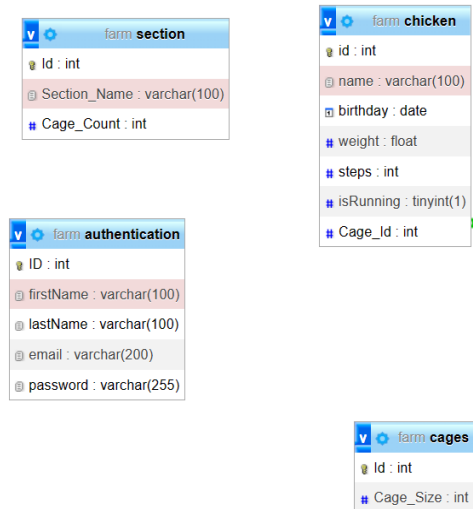 v farm section
Id : int
Section_Name : varchar(100)
# Cage_Count : int
v farm chicken
id : int
name : varchar(100)
birthday : date
# weight : float
# steps : int
# isRunning : tinyint(1)
# Cage_Id : int
v farm authentication
ID : int
firstName : varchar(100)
lastName : varchar(100)
email : varchar(200)
password : varchar(255)
v farm cages
Id : int
# Cage_Size : int